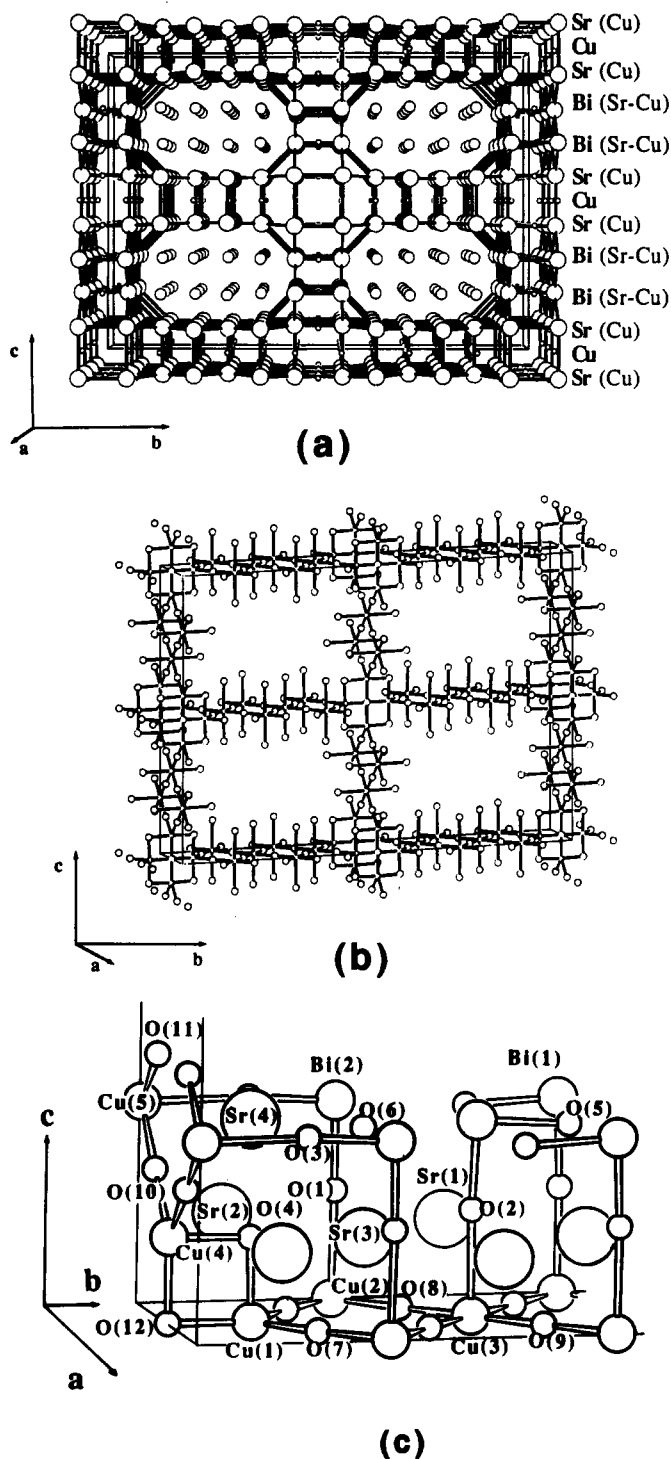 Sr (Cu)
Cu
Sr (Cu)
Bi (Sr-Cu)
Bi (Sr-Cu)
Sr (Cu)
Cu
Sr (Cu)
Bi (Sr-Cu)
Bi (Sr-Cu)
Sr (Cu)
Cu
Sr (Cu)
c
a
b
(a)
c
a
b
(b)
O(11)
Bi(2)
Bi(1)
c
Cu(5)
Sr(4)
O(6)
O(5)
O(3)
O(10)
O(1)
Sr(1)
Sr(2)
O(4)
Sr(3)
O(2)
Cu(4)
b
Cu(2)
O(8)
O(12)
Cu(1)
O(7)
Cu(3)
O(9)
a
(c)